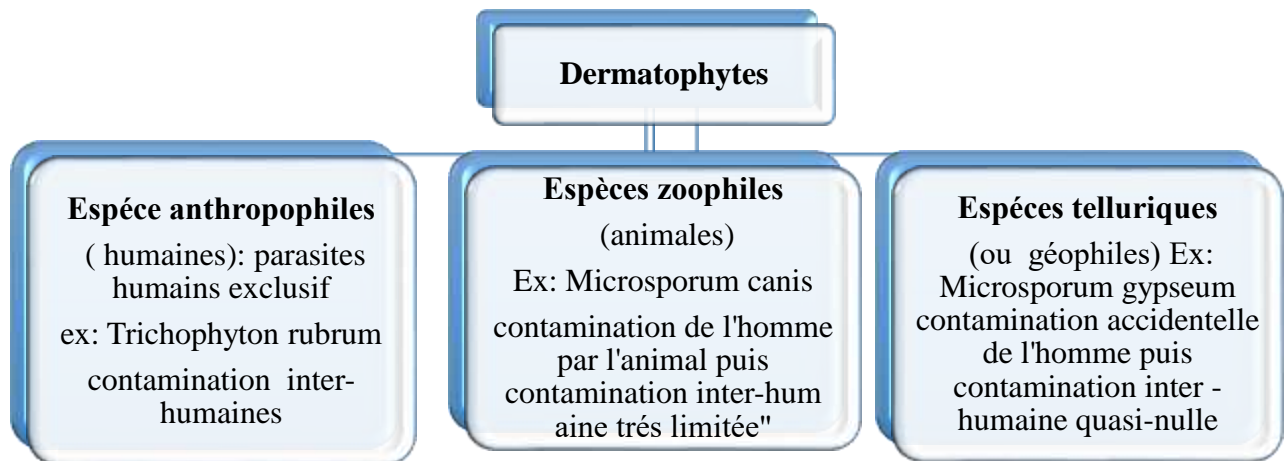 Dermatophytes
Espéce anthropophiles
( humaines): parasites
humains exclusif
ex: Trichophyton rubrum
contamination inter-
humaines
Espèces zoophiles
(animales)
Ex: Microsporum canis
contamination de l'homme
par l'animal puis
contamination inter-hum
aine trés limitée"
Espéces telluriques
(ou géophiles) Ex:
Microsporum gypseum
contamination accidentelle
de l'homme puis
contamination inter -
humaine quasi-nulle